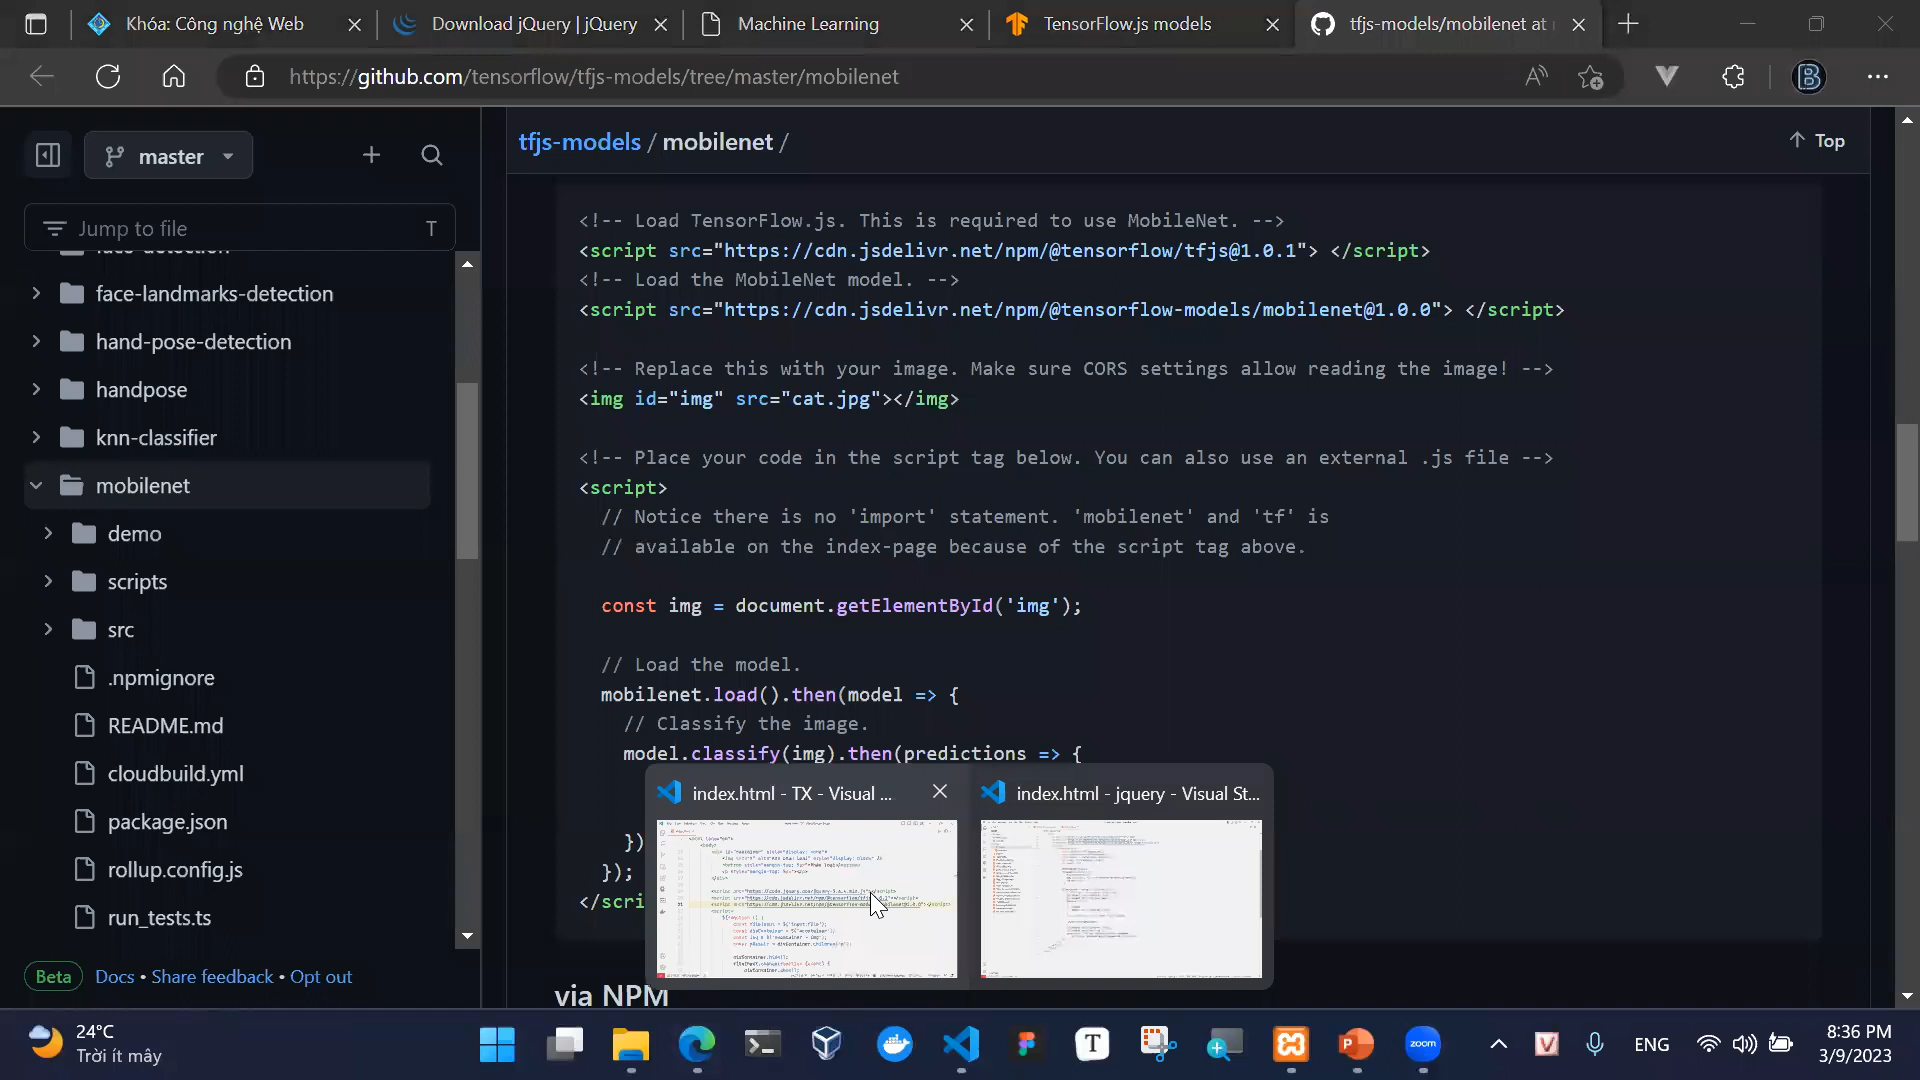 Khóa: Công nghệ Web
Download jQuery | jQuery
Machine Learning
TensorFlow.js models
tfjs-models/mobilenet at
https://github.com/tensorflow/tfjs-models/tree/master/mobilenet
master
tfjs-models / mobilenet /
Top
Jump to file
T
face-detection
face-landmarks-detection
hand-pose-detection
handpose
knn-classifier
mobilenet
demo
scripts
src
.npmignore
README.md
cloudbuild.yml
package.json
rollup.config.js
run_tests.ts
Beta Docs • Share feedback • Opt out
<!-- Load TensorFlow.js. This is required to use MobileNet. -->
<script src="https://cdn.jsdelivr.net/npm/@tensorflow/tfjs@1.0.1"> </script>
<!-- Load the MobileNet model. -->
<script src="https://cdn.jsdelivr.net/npm/@tensorflow-models/mobilenet@1.0.0"> </script>
<!-- Replace this with your image. Make sure CORS settings allow reading the image! -->
<img id="img" src="cat.jpg"></img>
<!-- Place your code in the script tag below. You can also use an external .js file -->
<script>
// Notice there is no 'import' statement. 'mobilenet' and 'tf' is
// available on the index-page because of the script tag above.
const img = document.getElementById('img');
// Load the model.
mobilenet.load().then(model => {
// Classify the image.
model.classify(img).then(predictions => {
})
});
</scri
index.html - TX - Visual ...
index.html - jquery - Visual St...
via NPM
24°C
Trời ít mây
T
zoom
V
ENG
8:36 PM
3/9/2023